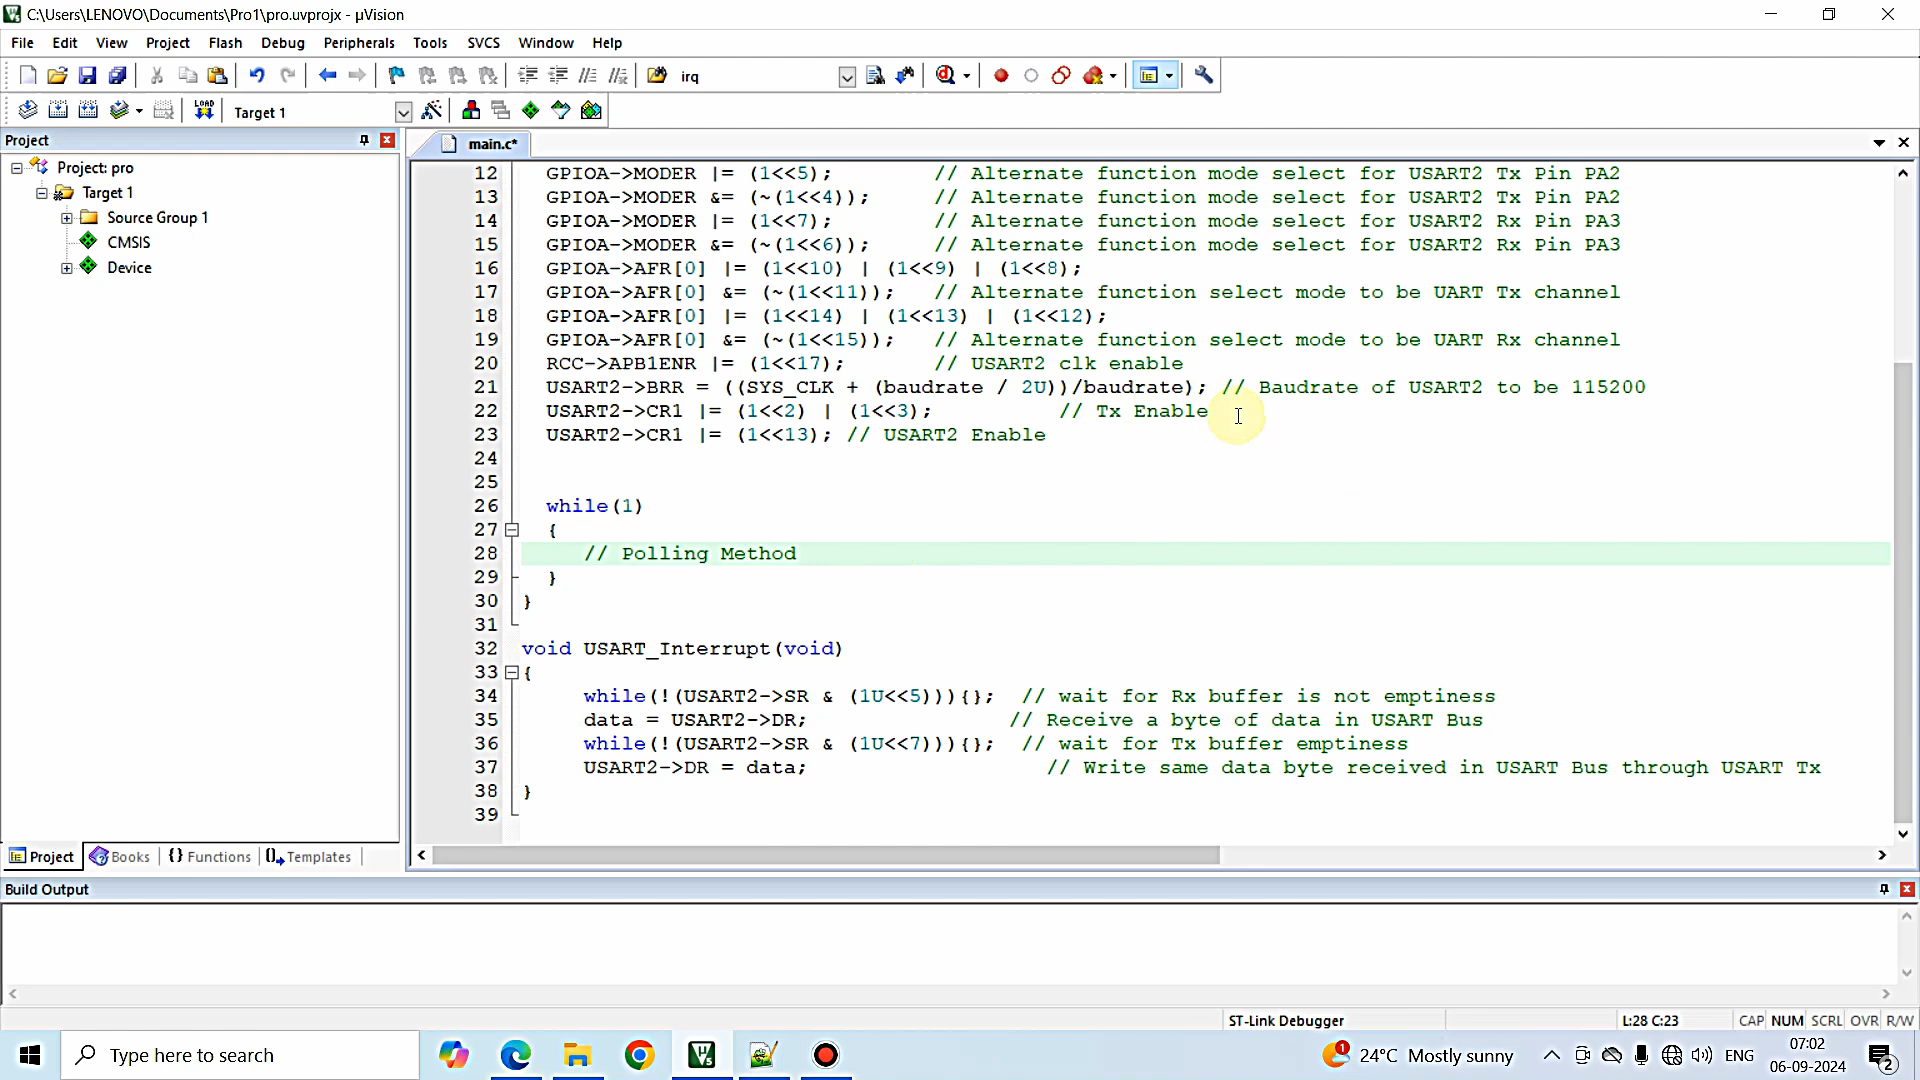 C:\Users\LENOVO\Documents\Pro1\pro.uvprojx - µVision
File Edit View Project Flash Debug Peripherals Tools SVCS Window Help
irq
LOAD Target 1
Project
main.c*
Project: pro
Target 1
Source Group 1
CMSIS
Device
12 GPIOA->MODER |= (1<<5); // Alternate function mode select for USART2 Tx Pin PA2
13 GPIOA->MODER &= (~(1<<4)); // Alternate function mode select for USART2 Tx Pin PA2
14 GPIOA->MODER |= (1<<7); // Alternate function mode select for USART2 Rx Pin PA3
15 GPIOA->MODER &= (~(1<<6)); // Alternate function mode select for USART2 Rx Pin PA3
16 GPIOA->AFR[0] |= (1<<10) | (1<<9) | (1<<8);
17 GPIOA->AFR[0] &= (~(1<<11)); // Alternate function select mode to be UART Tx channel
18 GPIOA->AFR[0] |= (1<<14) | (1<<13) | (1<<12);
19 GPIOA->AFR[0] &= (~(1<<15)); // Alternate function select mode to be UART Rx channel
20 RCC->APB1ENR |= (1<<17); // USART2 clk enable
21 USART2->BRR = ((SYS_CLK + (baudrate / 2U))/baudrate); // Baudrate of USART2 to be 115200
22 USART2->CR1 |= (1<<2) | (1<<3); // Tx Enable
23 USART2->CR1 |= (1<<13); // USART2 Enable
24
25
26 while(1)
27 {
28 // Polling Method
29 }
30 }
31
32 void USART_Interrupt(void)
33 {
34 while(!(USART2->SR & (1U<<5))){}; // wait for Rx buffer is not emptiness
35 data = USART2->DR; // Receive a byte of data in USART Bus
36 while(!(USART2->SR & (1U<<7))){}; // wait for Tx buffer emptiness
37 USART2->DR = data; // Write same data byte received in USART Bus through USART Tx
38 }
39
Project Books {} Functions Templates
Build Output
ST-Link Debugger L:28 C:23 CAP NUM SCRL OVR R/W
Type here to search
1 24°C Mostly sunny ENG
07:02
06-09-2024
2